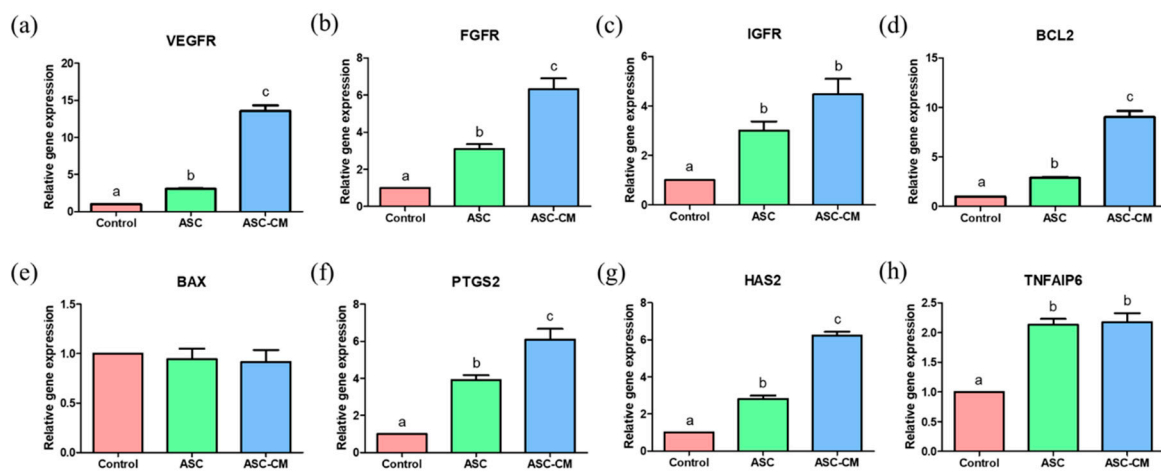 (a)
VEGFR
Relative gene expression
20
15
10
5
0
a
b
c
Control
ASC
ASC-CM
(b)
FGFR
Relative gene expression
8
6
4
2
0
a
b
c
Control
ASC
ASC-CM
(c)
IGFR
Relative gene expression
6
4
2
0
a
b
b
Control
ASC
ASC-CM
(d)
BCL2
Relative gene expression
15
10
5
0
a
b
c
Control
ASC
ASC-CM
(e)
BAX
Relative gene expression
1.5
1.0
0.5
0.0
Control
ASC
ASC-CM
(f)
PTGS2
Relative gene expression
8
6
4
2
0
a
b
c
Control
ASC
ASC-CM
(g)
HAS2
Relative gene expression
8
6
4
2
0
a
b
c
Control
ASC
ASC-CM
(h)
TNFAIP6
Relative gene expression
2.5
2.0
1.5
1.0
0.5
0.0
a
b
b
Control
ASC
ASC-CM